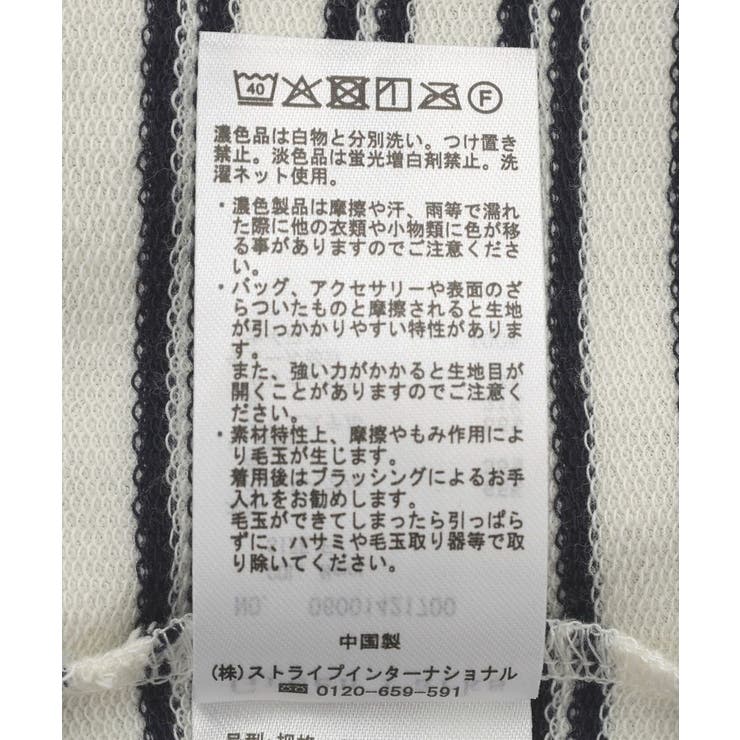 40 F
濃色品は白物と分別洗い。つけ置き
禁止。淡色品は蛍光増白剤禁止。洗
濯ネット使用。
・濃色製品は摩擦や汗、雨等で濡れ
た際に他の衣類や小物類に色が移
る事がありますのでご注意くださ
い。
・バッグ、アクセサリーや表面のざ
らついたものと摩擦されると生地
が引っかかりやすい特性がありま
す。
また、強い力がかかると生地目が
開くことがありますのでご注意く
ださい。
・素材特性上、摩擦やもみ作用によ
り毛玉が生じます。
着用後はブラッシングによるお手
入れをお勧めします。
毛玉ができてしまったら引っぱら
ずに、ハサミや毛玉取り器等で取
り除いてください。
NO. 06001421700
中国製
(株)ストライプインターナショナル
0120-659-591